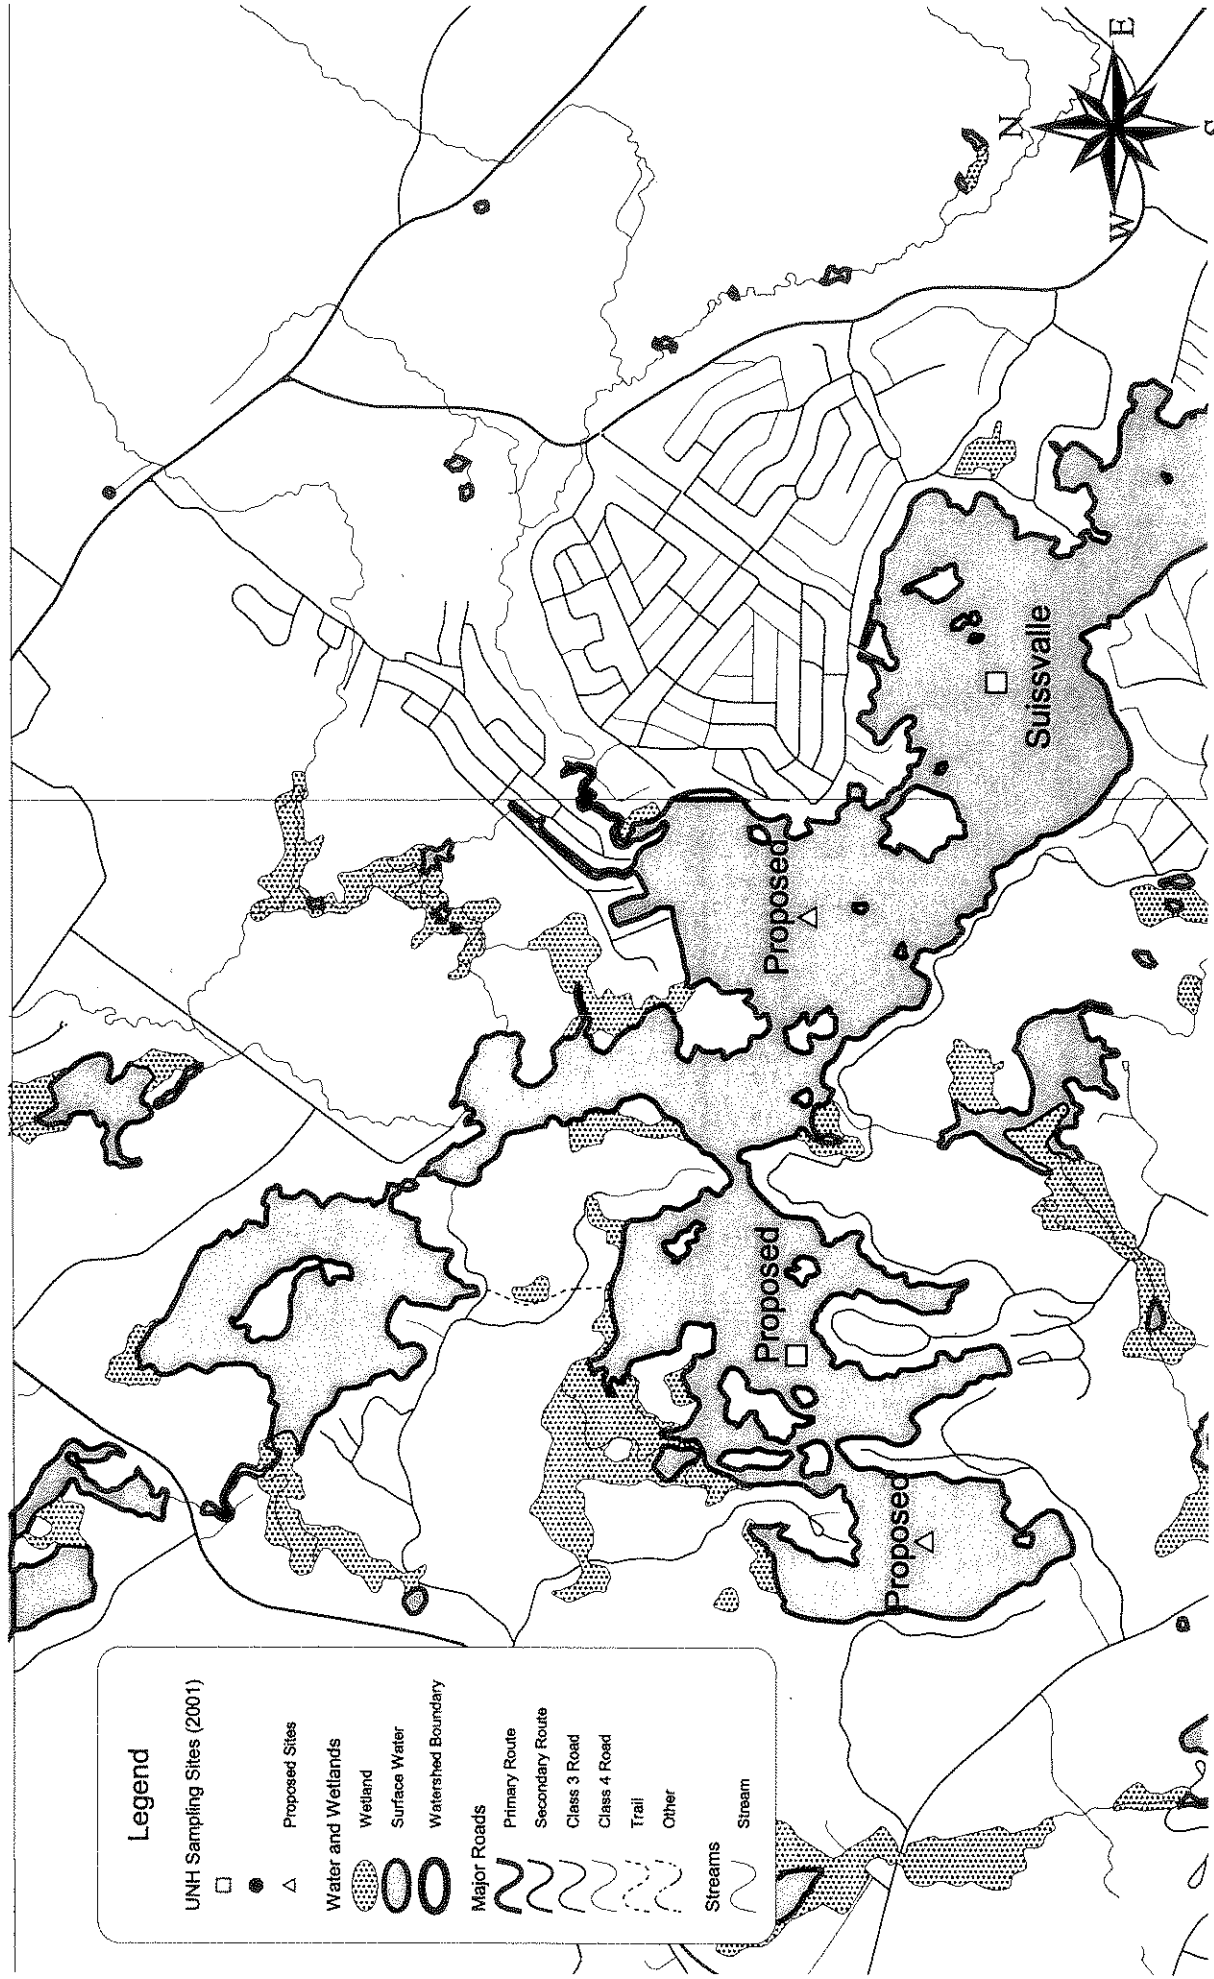 Legend
UNH Sampling Sites (2001)
Proposed Sites
Water and Wetlands
Wetland
Surface Water
Watershed Boundary
Major Roads
Primary Route
Secondary Route
Class 3 Road
Class 4 Road
Trail
Other
Streams
Stream
Proposed
Proposed
Proposed
Suissvalle
N
W
E
S